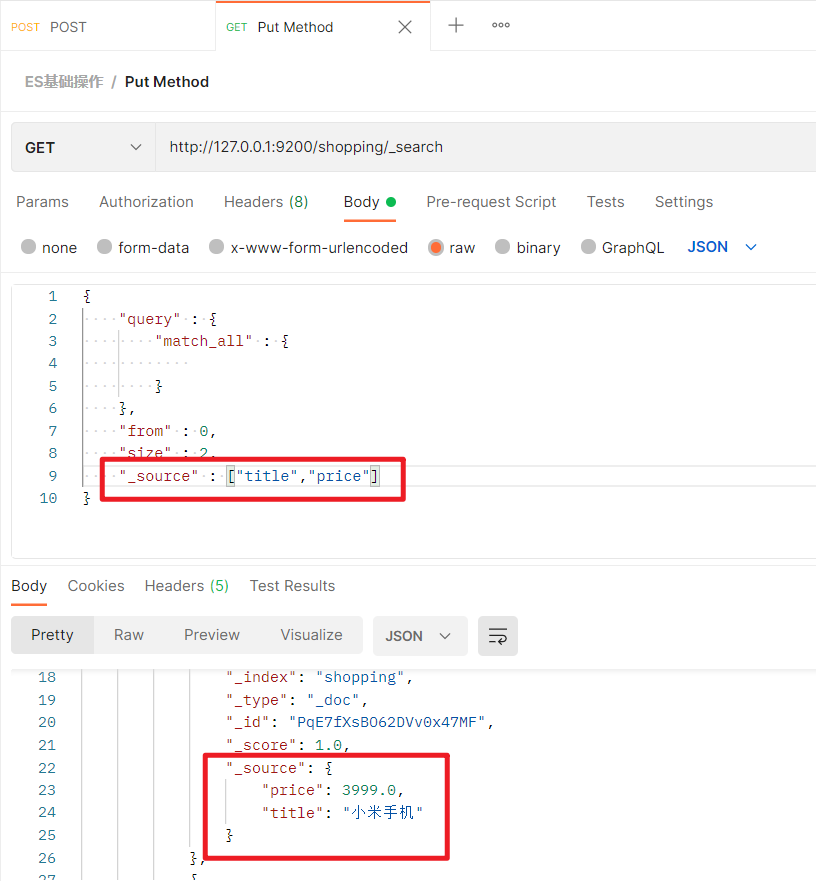 POST POST
GET Put Method
ES基础操作 / Put Method
GET http://127.0.0.1:9200/shopping/_search
Params Authorization Headers (8) Body Pre-request Script Tests Settings
none form-data x-www-form-urlencoded raw binary GraphQL JSON
1 {
2 "query" : {
3 "match_all" : {
4
5 }
6 },
7 "from" : 0,
8 "size" : 2,
9 "_source" : ["title","price"]
10 }
Body Cookies Headers (5) Test Results
Pretty Raw Preview Visualize JSON
18 "_index": "shopping",
19 "_type": "_doc",
20 "_id": "PqE7fXsBO62DVv0x47MF",
21 "_score": 1.0,
22 "_source": {
23 "price": 3999.0,
24 "title": "小米手机"
25 }
26 },
27 {